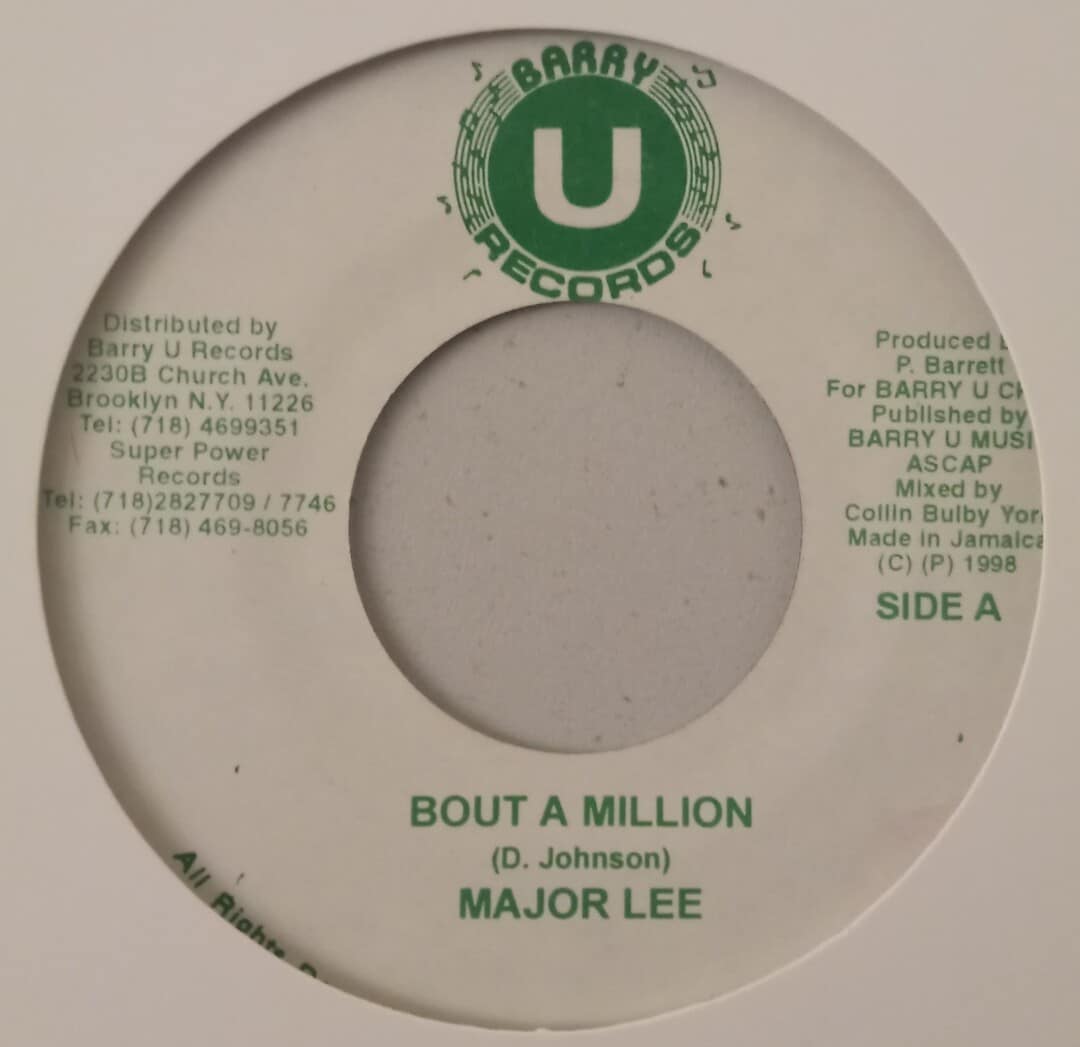 BARRY
U
RECORDS
Distributed by
Barry U Records
2230B Church Ave.
Brooklyn N.Y. 11226
Tel: (718) 4699351
Super Power
Records
Tel: (718)2827709 / 7746
Fax: (718) 469-8056
Produced
P. Barrett
For BARRY U
Published by
BARRY U
ASCAP
Mixed by
Collin Bulby
Made in Jamaica
(C) (P) 1998
SIDE A
BOUT A MILLION
(D. Johnson)
MAJOR LEE
All Rights